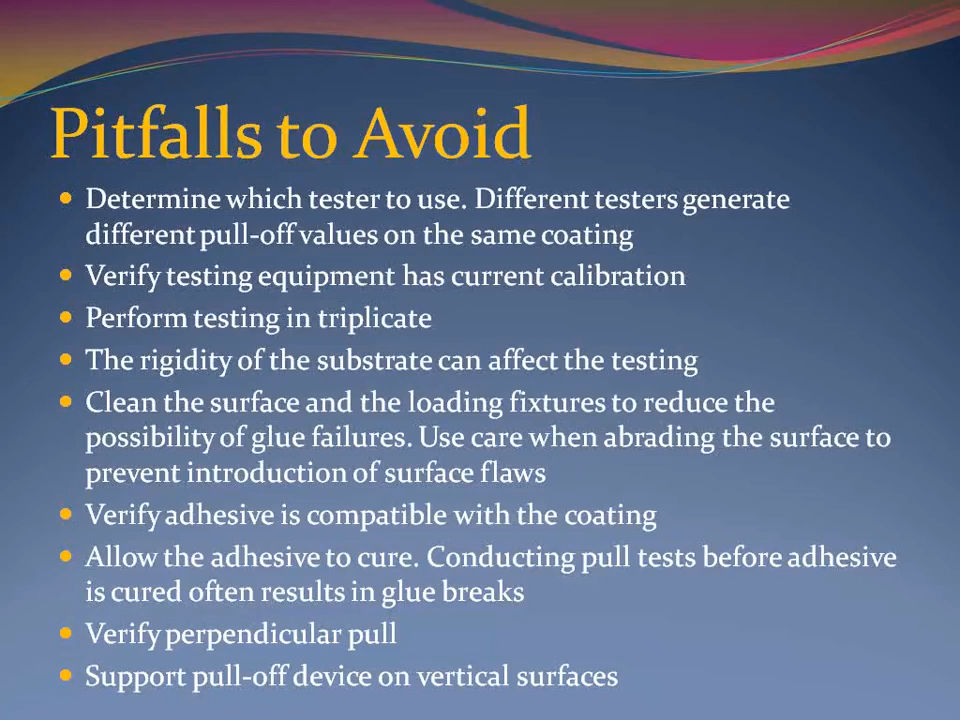 Pitfalls to Avoid
Determine which tester to use. Different testers generate
different pull-off values on the same coating
Verify testing equipment has current calibration
Perform testing in triplicate
The rigidity of the substrate can affect the testing
Clean the surface and the loading fixtures to reduce the
possibility of glue failures. Use care when abrading the surface to
prevent introduction of surface flaws
Verify adhesive is compatible with the coating
Allow the adhesive to cure. Conducting pull tests before adhesive
is cured often results in glue breaks
Verify perpendicular pull
Support pull-off device on vertical surfaces